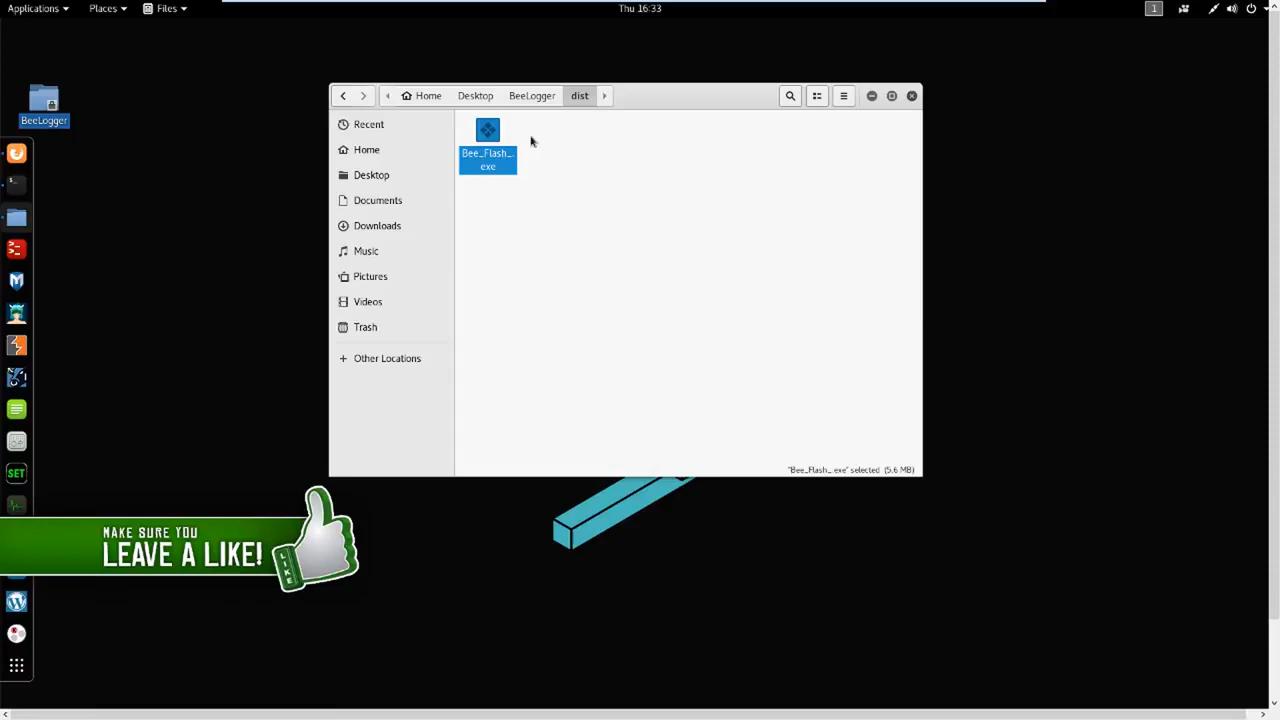 Applications
Places
Files
Thu 16:33
1
BeeLogger
Home
Desktop
BeeLogger
dist
Recent
Home
Desktop
Documents
Downloads
Music
Pictures
Videos
Trash
Other Locations
Bee_Flash_.
exe
"Bee_Flash_.exe" selected (5.6 MB)
SET
MAKE SURE YOU
LEAVE A LIKE!
LIKE